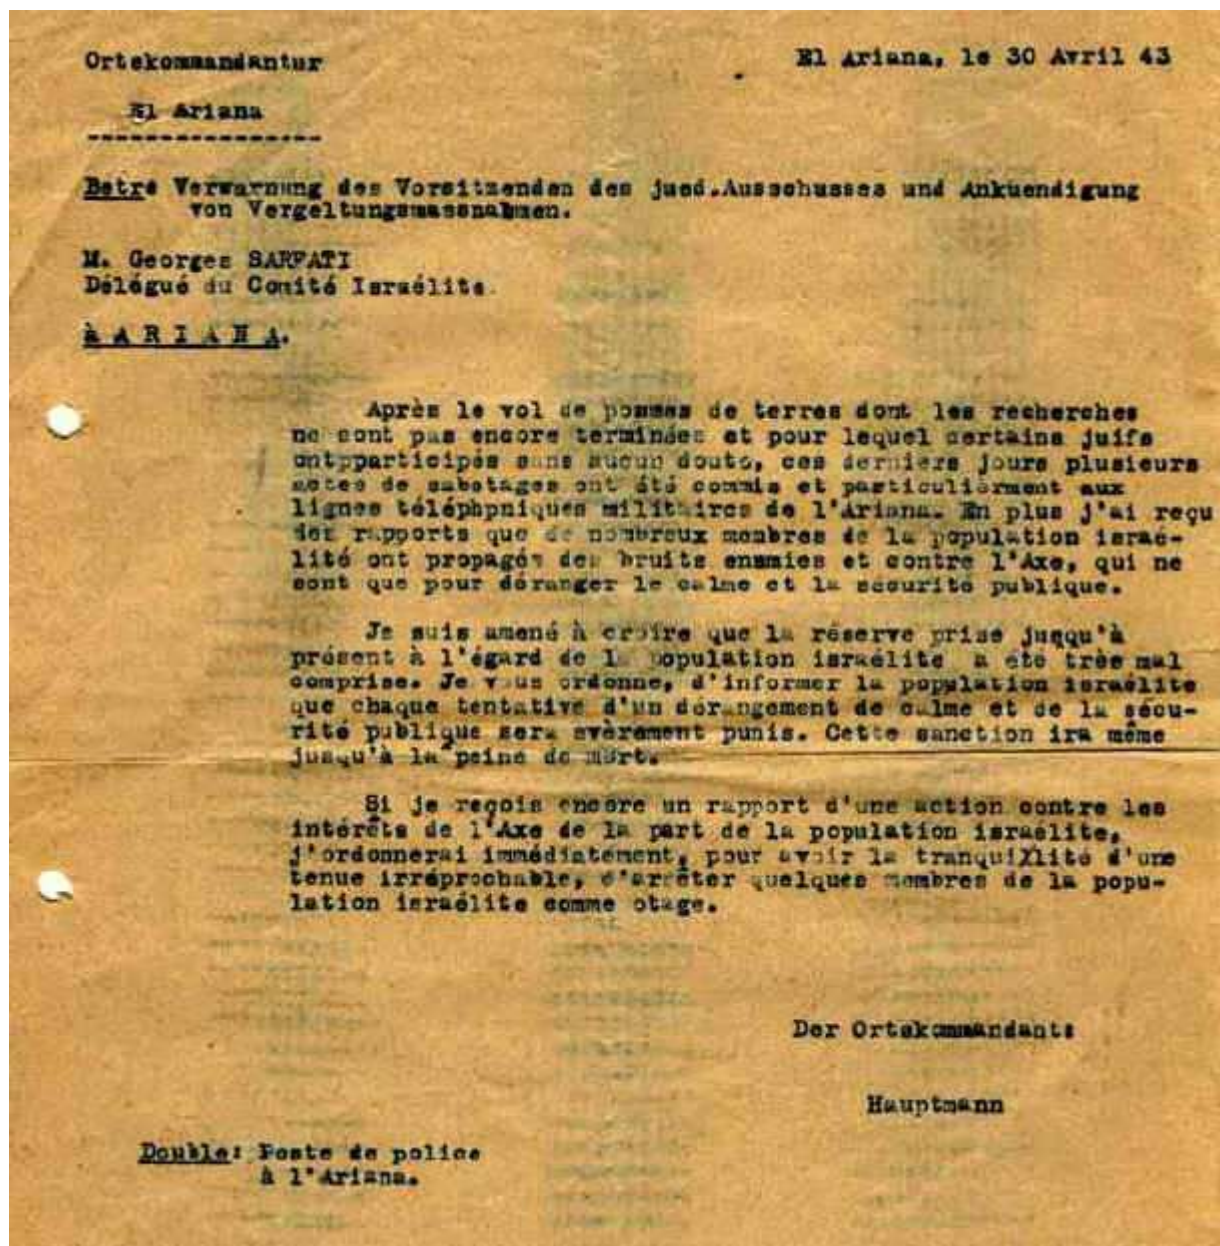 Ortskommandantur
El Ariana, le 30 Avril 43
El Ariana
----------------
Betr: Verwarnung des Vorsitzenden des jued.Ausschusses und Ankuendigung
von Vergeltungsmassnahmen.
M. Georges SARFATI
Délégué du Comité Israélite.
à A R I A N A.
Après le vol de pommes de terres dont les recherches
ne sont pas encore terminées et pour lequel certains juifs
ontpparticipés sans aucun doute, ces derniers jours plusieurs
actes de sabotages ont été commis et particulièrment aux
lignes téléphpniques militaires de l'Ariana. En plus j'ai reçu
des rapports que de nombreux membres de la population israé-
lité ont propagés des bruits ennmies et contre l'Axe, qui ne
sont que pour déranger le calme et la sécurité publique.
Je suis amené à croire que la réserve prise jusqu'à
présent à l'égard de la population israélite a été très mal
comprise. Je vous ordonne, d'informer la population israélite
que chaque tentative d'un dérangement de calme et de la sécu-
rité publique sera evèrement punis. Cette sanction ira même
jusqu'à la peine de mort.
Si je reçois encore un rapport d'une action contre les
intérêts de l'Axe de la part de la population israélite,
j'ordonnerai immédiatement, pour avoir la tranquillité d'une
tenue irréprochable, d'arrêter quelques membres de la popu-
lation israélite comme otage.
Der Ortskommandant:
Hauptmann
Double: Poste de police
à l'Ariana.